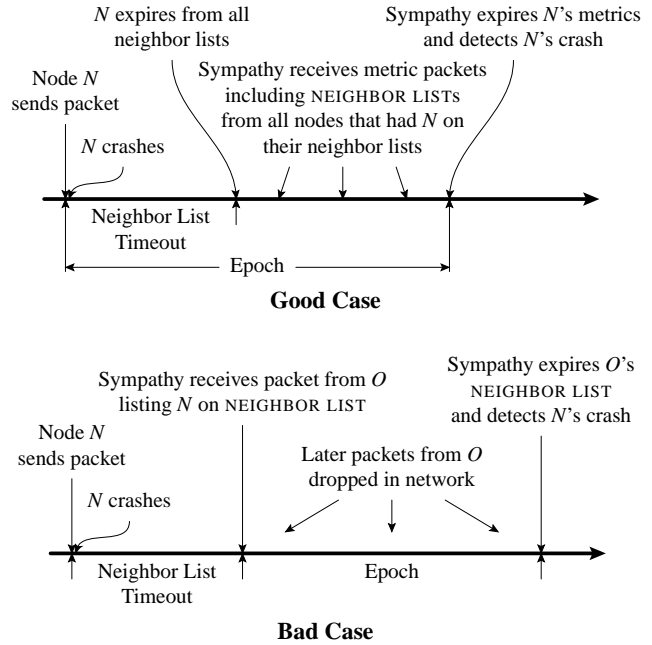 N expires from all
neighbor lists
Sympathy expires N's metrics
and detects N's crash
Node N
sends packet
Sympathy receives metric packets
including NEIGHBOR LISTs
from all nodes that had N on
their neighbor lists
N crashes
Neighbor List
Timeout
Epoch
Good Case
Sympathy receives packet from O
listing N on NEIGHBOR LIST
Sympathy expires O's
NEIGHBOR LIST
and detects N's crash
Node N
sends packet
Later packets from O
dropped in network
N crashes
Neighbor List
Timeout
Epoch
Bad Case